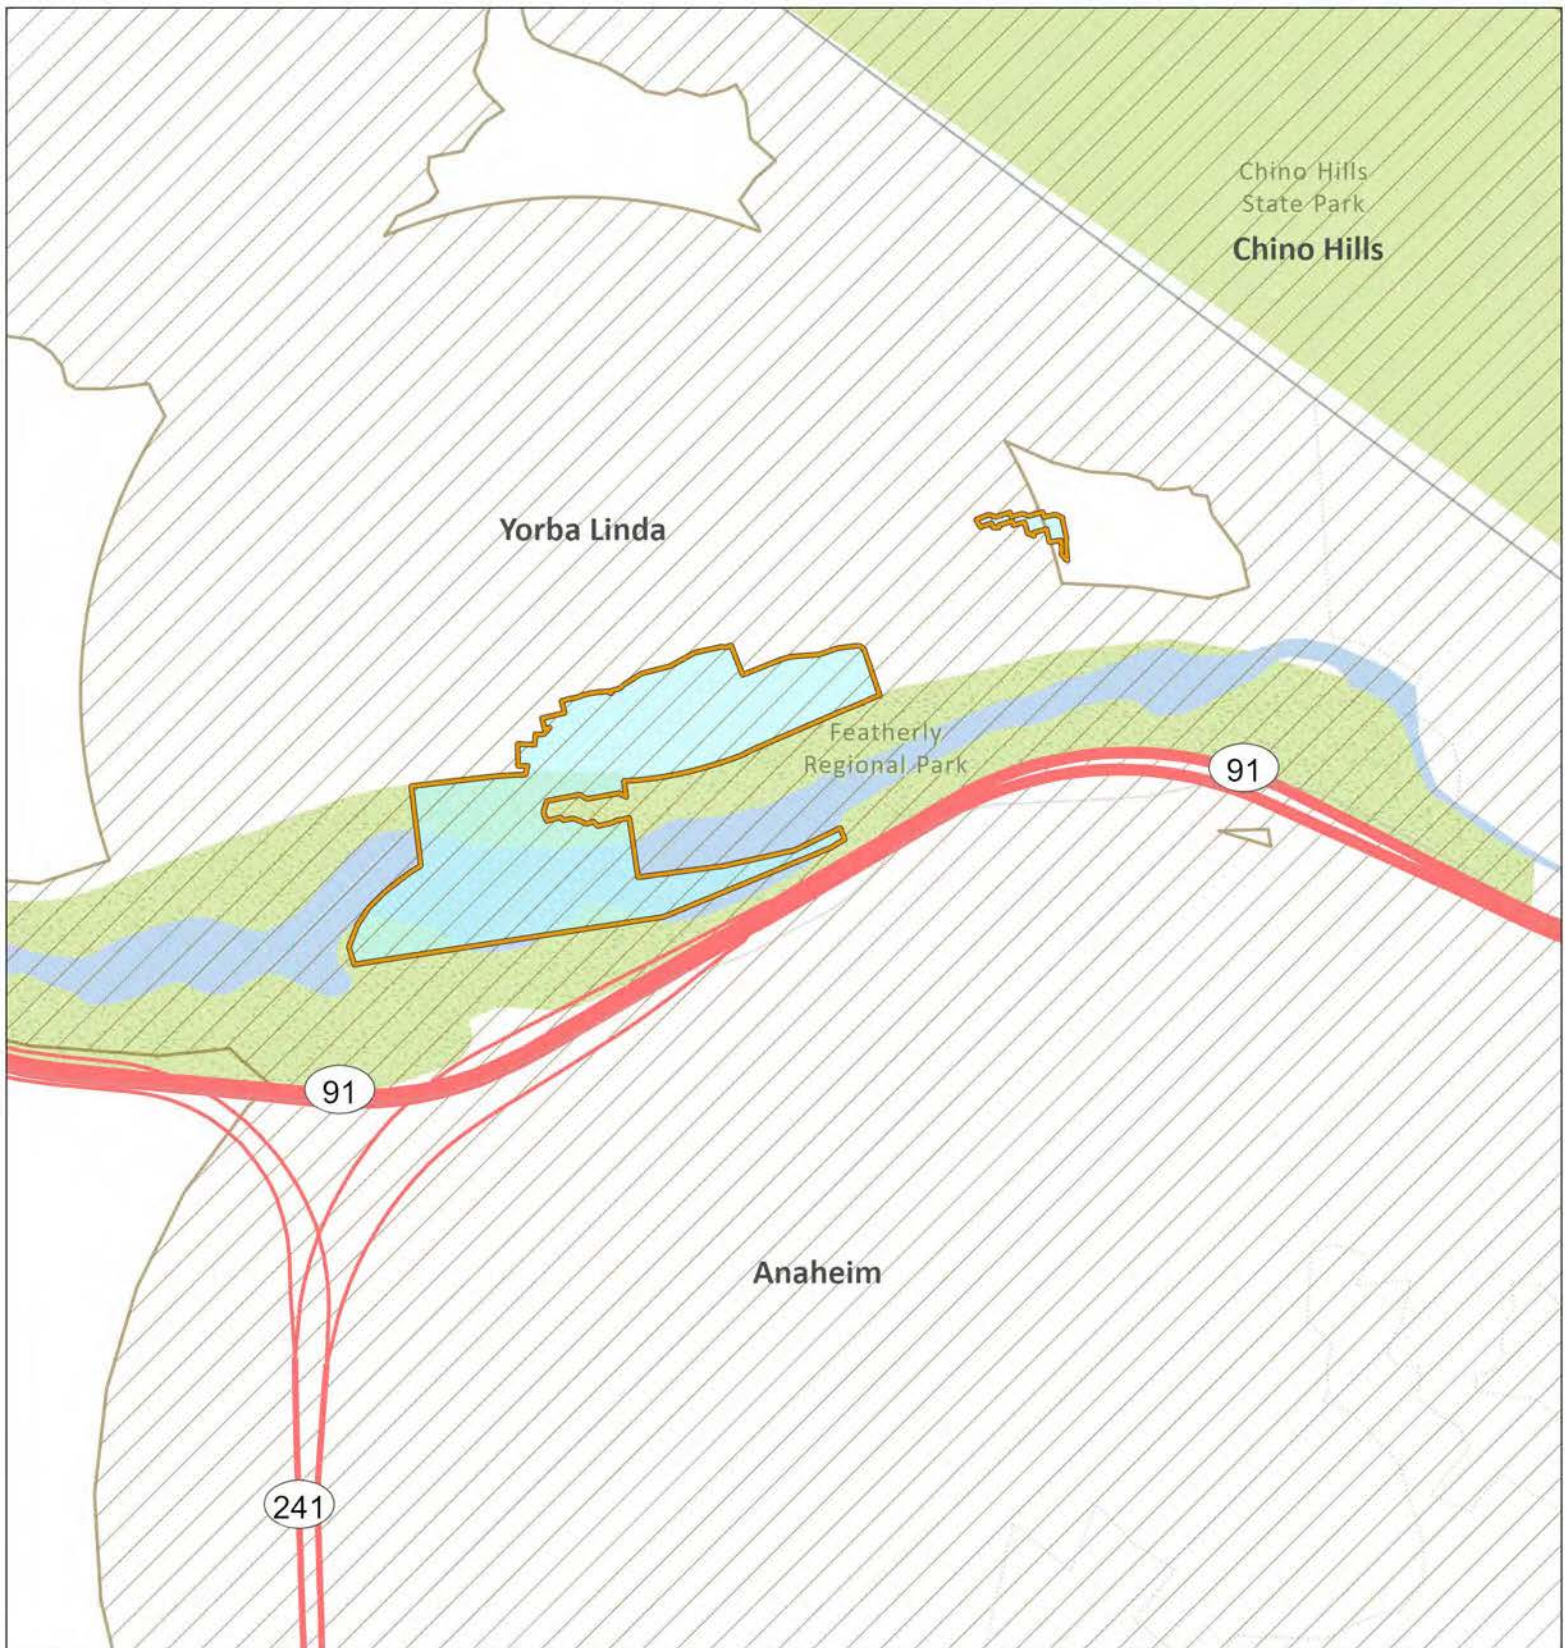 Chino Hills
State Park
Chino Hills
Yorba Linda
Featherly
Regional Park
91
91
Anaheim
241